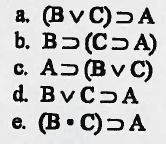 a. (B ∨ C) ⊃ A
b. B ⊃ (C ⊃ A)
c. A ⊃ (B ∨ C)
d. B ∨ C ⊃ A
e. (B • C) ⊃ A